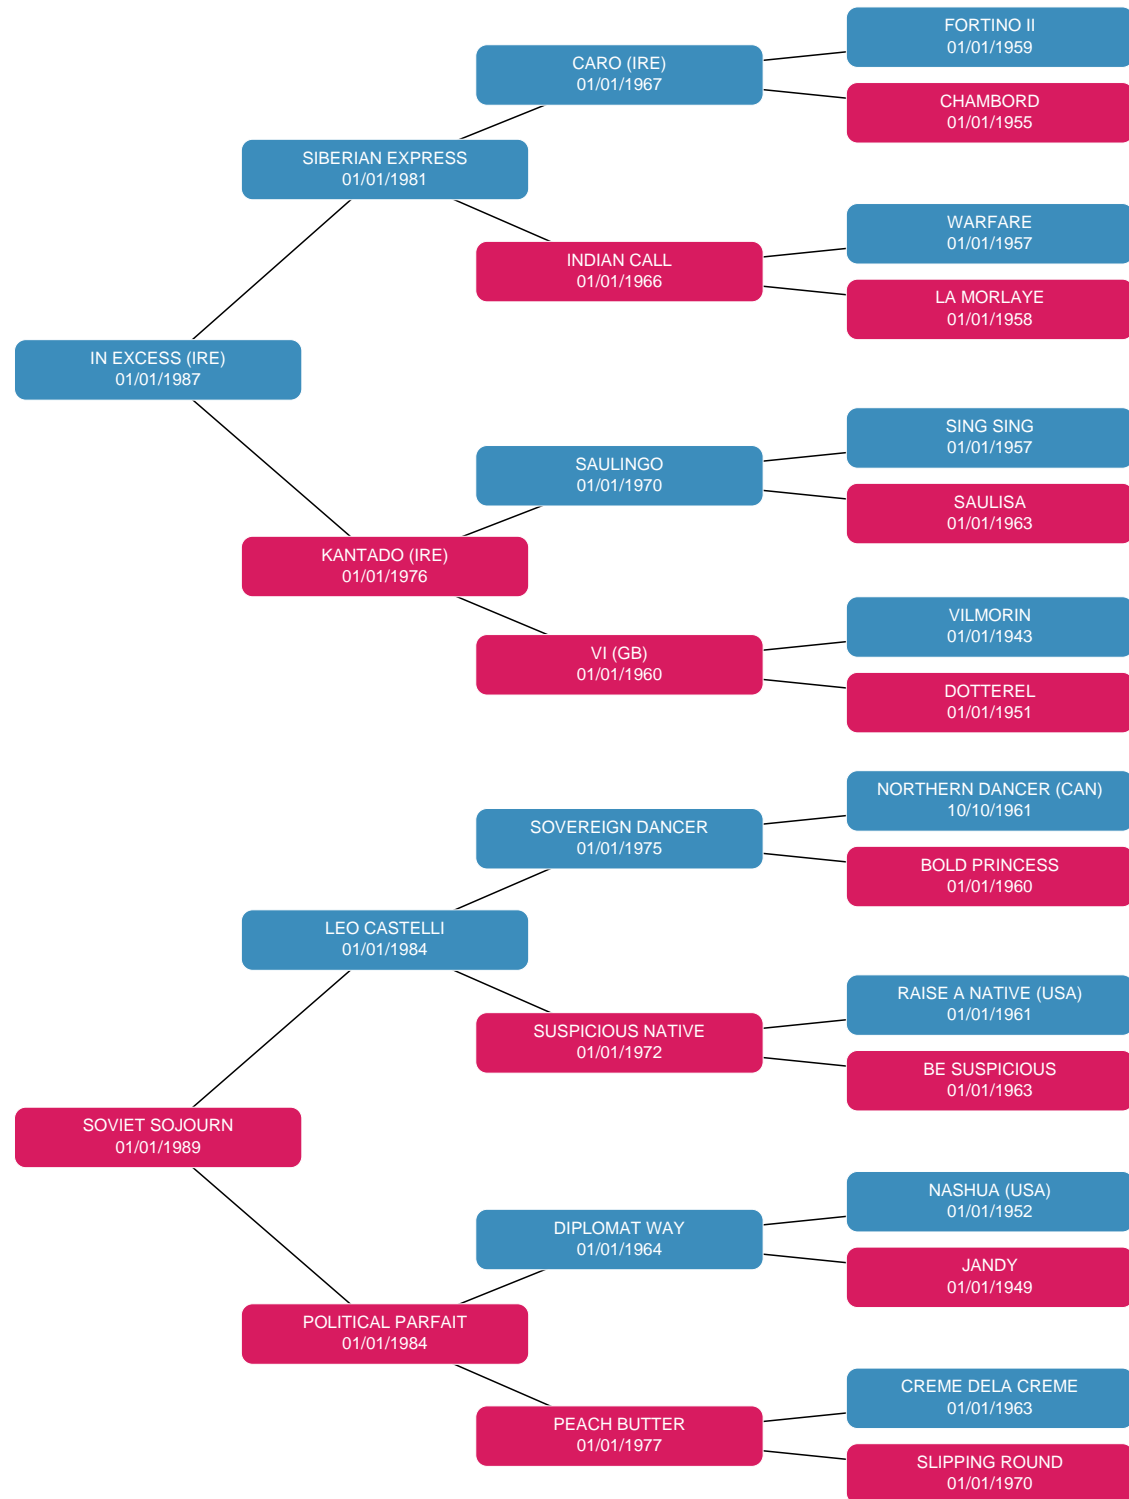 FORTINO II
01/01/1959
CARO (IRE)
01/01/1967
CHAMBORD
01/01/1955
SIBERIAN EXPRESS
01/01/1981
WARFARE
01/01/1957
INDIAN CALL
01/01/1966
LA MORLAYE
01/01/1958
IN EXCESS (IRE)
01/01/1987
SING SING
01/01/1957
SAULINGO
01/01/1970
SAULISA
01/01/1963
KANTADO (IRE)
01/01/1976
VILMORIN
01/01/1943
VI (GB)
01/01/1960
DOTTEREL
01/01/1951
NORTHERN DANCER (CAN)
10/10/1961
SOVEREIGN DANCER
01/01/1975
BOLD PRINCESS
01/01/1960
LEO CASTELLI
01/01/1984
RAISE A NATIVE (USA)
01/01/1961
SUSPICIOUS NATIVE
01/01/1972
BE SUSPICIOUS
01/01/1963
SOVIET SOJOURN
01/01/1989
NASHUA (USA)
01/01/1952
DIPLOMAT WAY
01/01/1964
JANDY
01/01/1949
POLITICAL PARFAIT
01/01/1984
CREME DELA CREME
01/01/1963
PEACH BUTTER
01/01/1977
SLIPPING ROUND
01/01/1970